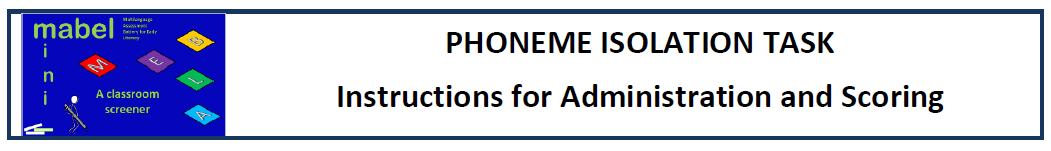 mabel
Multilanguage
Assessment
Battery for Early
Literacy
i
n
i
M
E
B
L
A
A classroom
screener
PHONEME ISOLATION TASK
Instructions for Administration and Scoring